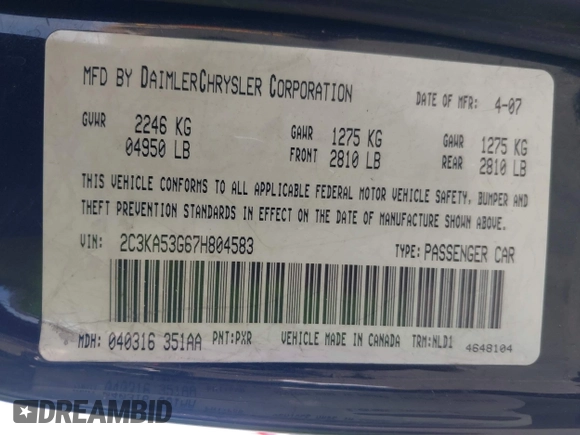 MFD BY DAIMLERCHRYSLER CORPORATION
DATE OF MFR: 4-07
GVWR 2246 KG 04950 LB
GAWR FRONT 1275 KG 2810 LB
GAWR REAR 1275 KG 2810 LB
THIS VEHICLE CONFORMS TO ALL APPLICABLE FEDERAL MOTOR VEHICLE SAFETY, BUMPER AND
THEFT PREVENTION STANDARDS IN EFFECT ON THE DATE OF MANUFACTURE SHOWN ABOVE.
VIN: 2C3KA53G67H804583 TYPE: PASSENGER CAR
MDH: 040316 351AA PNT:PXR VEHICLE MADE IN CANADA TRM:NLD1
4648104
DREAMBID